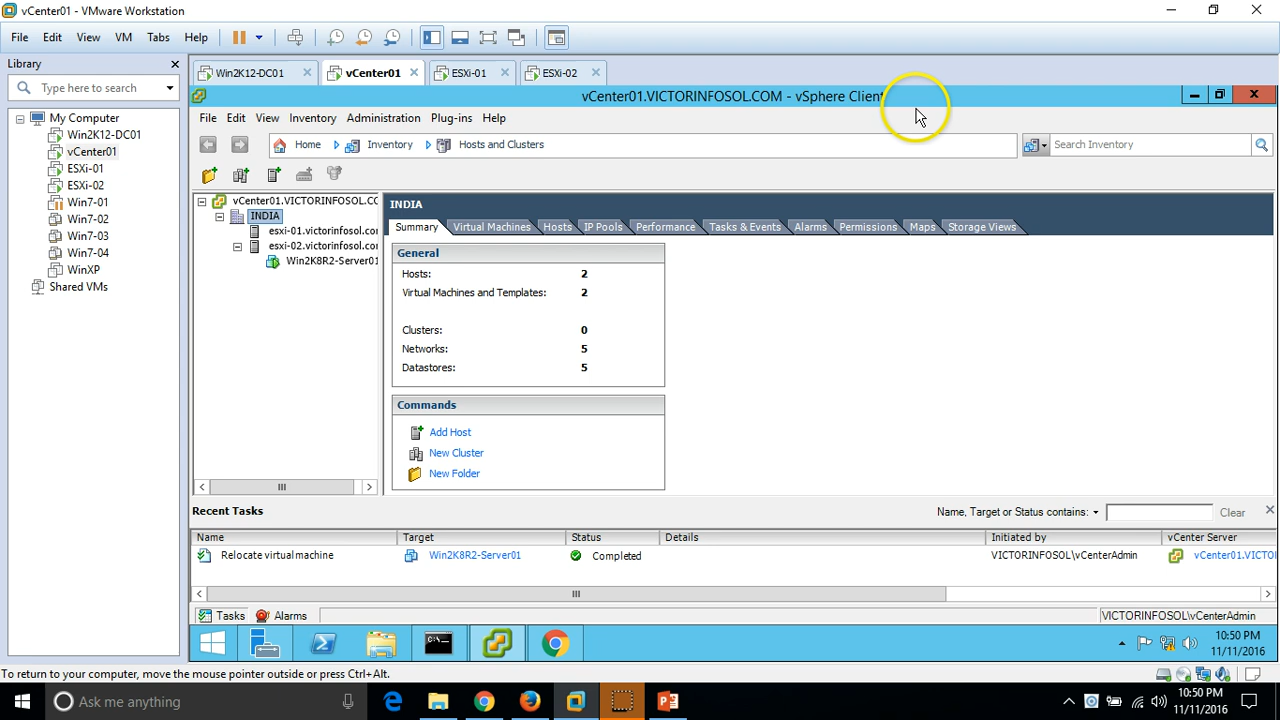 vCenter01 - VMware Workstation
File Edit View VM Tabs Help
Library
Type here to search
My Computer
Win2K12-DC01
vCenter01
ESXi-01
ESXi-02
Win7-01
Win7-02
Win7-03
Win7-04
WinXP
Shared VMs
Win2K12-DC01 vCenter01 ESXi-01 ESXi-02
vCenter01.VICTORINFOSOL.COM - vSphere Client
File Edit View Inventory Administration Plug-ins Help
Home Inventory Hosts and Clusters Search Inventory
vCenter01.VICTORINFOSOL.CO
INDIA
esxi-01.victorinfosol.co
esxi-02.victorinfosol.co
Win2K8R2-Server01
INDIA
Summary Virtual Machines Hosts IP Pools Performance Tasks & Events Alarms Permissions Maps Storage Views
General
Hosts: 2
Virtual Machines and Templates: 2
Clusters: 0
Networks: 5
Datastores: 5
Commands
Add Host
New Cluster
New Folder
Recent Tasks Name, Target or Status contains: Clear
Name Target Status Details Initiated by vCenter Server
Relocate virtual machine Win2K8R2-Server01 Completed VICTORINFOSOL\vCenterAdmin vCenter01.VICTO
Tasks Alarms VICTORINFOSOL\vCenterAdmin
10:50 PM
11/11/2016
To return to your computer, move the mouse pointer outside or press Ctrl+Alt.
Ask me anything
10:50 PM
11/11/2016